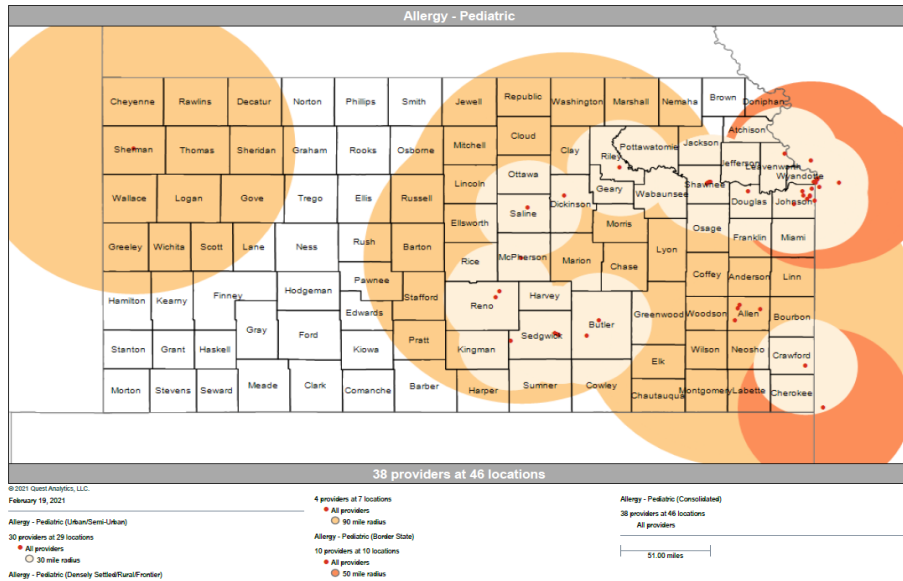 Allergy - Pediatric
Cheyenne Rawlins Decatur Norton Phillips Smith Jewell Republic Washington Marshall Nemaha Brown Doniphan
Sherman Thomas Sheridan Graham Rooks Osborne Mitchell Cloud Clay Riley Pottawatomie Jackson Atchison
Jefferson Leavenworth Wyandotte
Wallace Logan Gove Trego Ellis Russell Lincoln Ottawa Saline Dickinson Geary Wabaunsee Shawnee Douglas Johnson
Greeley Wichita Scott Lane Ness Rush Barton Ellsworth Rice McPherson Marion Morris Chase Lyon Osage Franklin Miami
Hamilton Kearny Finney Hodgeman Pawnee Edwards Stafford Reno Harvey Butler Greenwood Coffey Anderson Linn
Stanton Grant Haskell Gray Ford Kiowa Pratt Kingman Sedgwick Elk Woodson Allen Bourbon
Wilson Neosho Crawford
Morton Stevens Seward Meade Clark Comanche Barber Harper Sumner Cowley Chautauqua Montgomery Labette Cherokee
38 providers at 46 locations
© 2021 Quest Analytics, LLC.
February 19, 2021
Allergy - Pediatric (Urban/Semi-Urban)
30 providers at 29 locations
All providers
30 mile radius
Allergy - Pediatric (Densely Settled/Rural/Frontier)
4 providers at 7 locations
All providers
90 mile radius
Allergy - Pediatric (Border State)
10 providers at 10 locations
All providers
50 mile radius
Allergy - Pediatric (Consolidated)
38 providers at 46 locations
All providers
51.00 miles